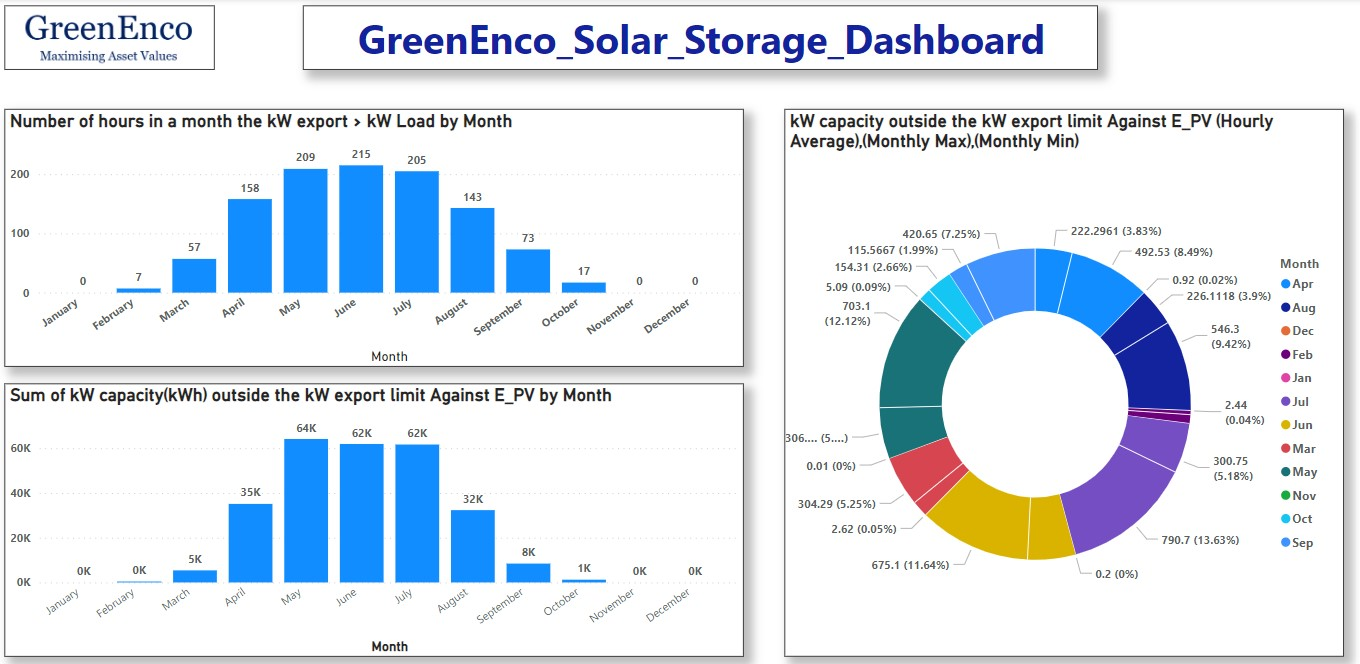 GreenEnco
Maximising Asset Values
GreenEnco_Solar_Storage_Dashboard
Number of hours in a month the kW export > kW Load by Month
200
100
0
0
7
57
158
209
215
205
143
73
17
0
0
January
February
March
April
May
June
July
August
September
October
November
December
Month
Sum of kW capacity(kWh) outside the kW export limit Against E_PV by Month
60K
40K
20K
0K
0K
0K
5K
35K
64K
62K
62K
32K
8K
1K
0K
0K
January
February
March
April
May
June
July
August
September
October
November
December
Month
kW capacity outside the kW export limit Against E_PV (Hourly
Average),(Monthly Max),(Monthly Min)
222.2961 (3.83%)
492.53 (8.49%)
0.92 (0.02%)
226.1118 (3.9%)
546.3
(9.42%)
2.44
(0.04%)
300.75
(5.18%)
790.7 (13.63%)
0.2 (0%)
675.1 (11.64%)
2.62 (0.05%)
304.29 (5.25%)
0.01 (0%)
306.... (5....)
703.1
(12.12%)
5.09 (0.09%)
154.31 (2.66%)
115.5667 (1.99%)
420.65 (7.25%)
Month
Apr
Aug
Dec
Feb
Jan
Jul
Jun
Mar
May
Nov
Oct
Sep